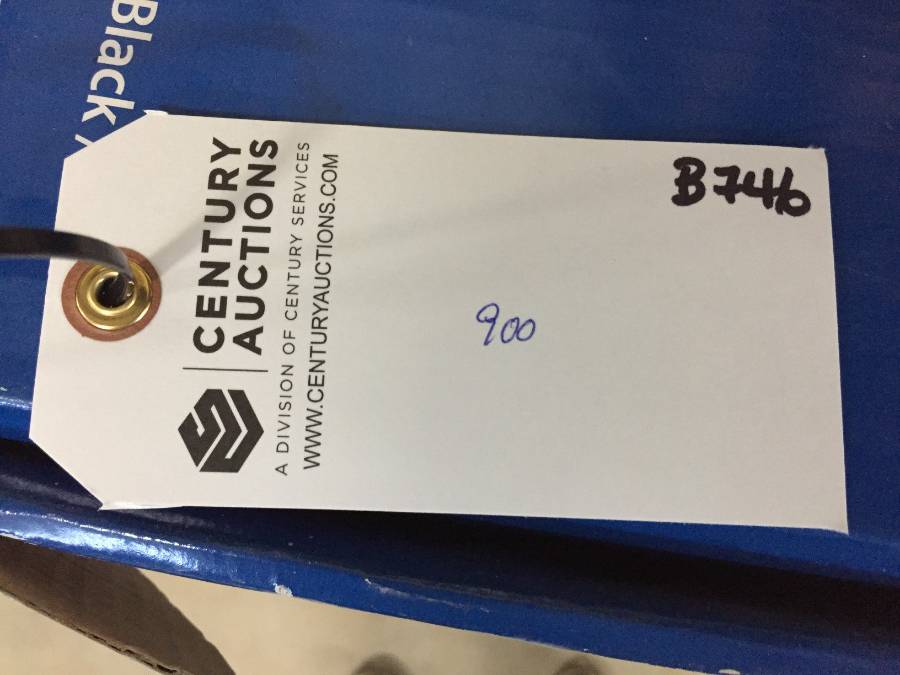 Black
CENTURY
AUCTIONS
A DIVISION OF CENTURY SERVICES
WWW.CENTURYAUCTIONS.COM
900
B746